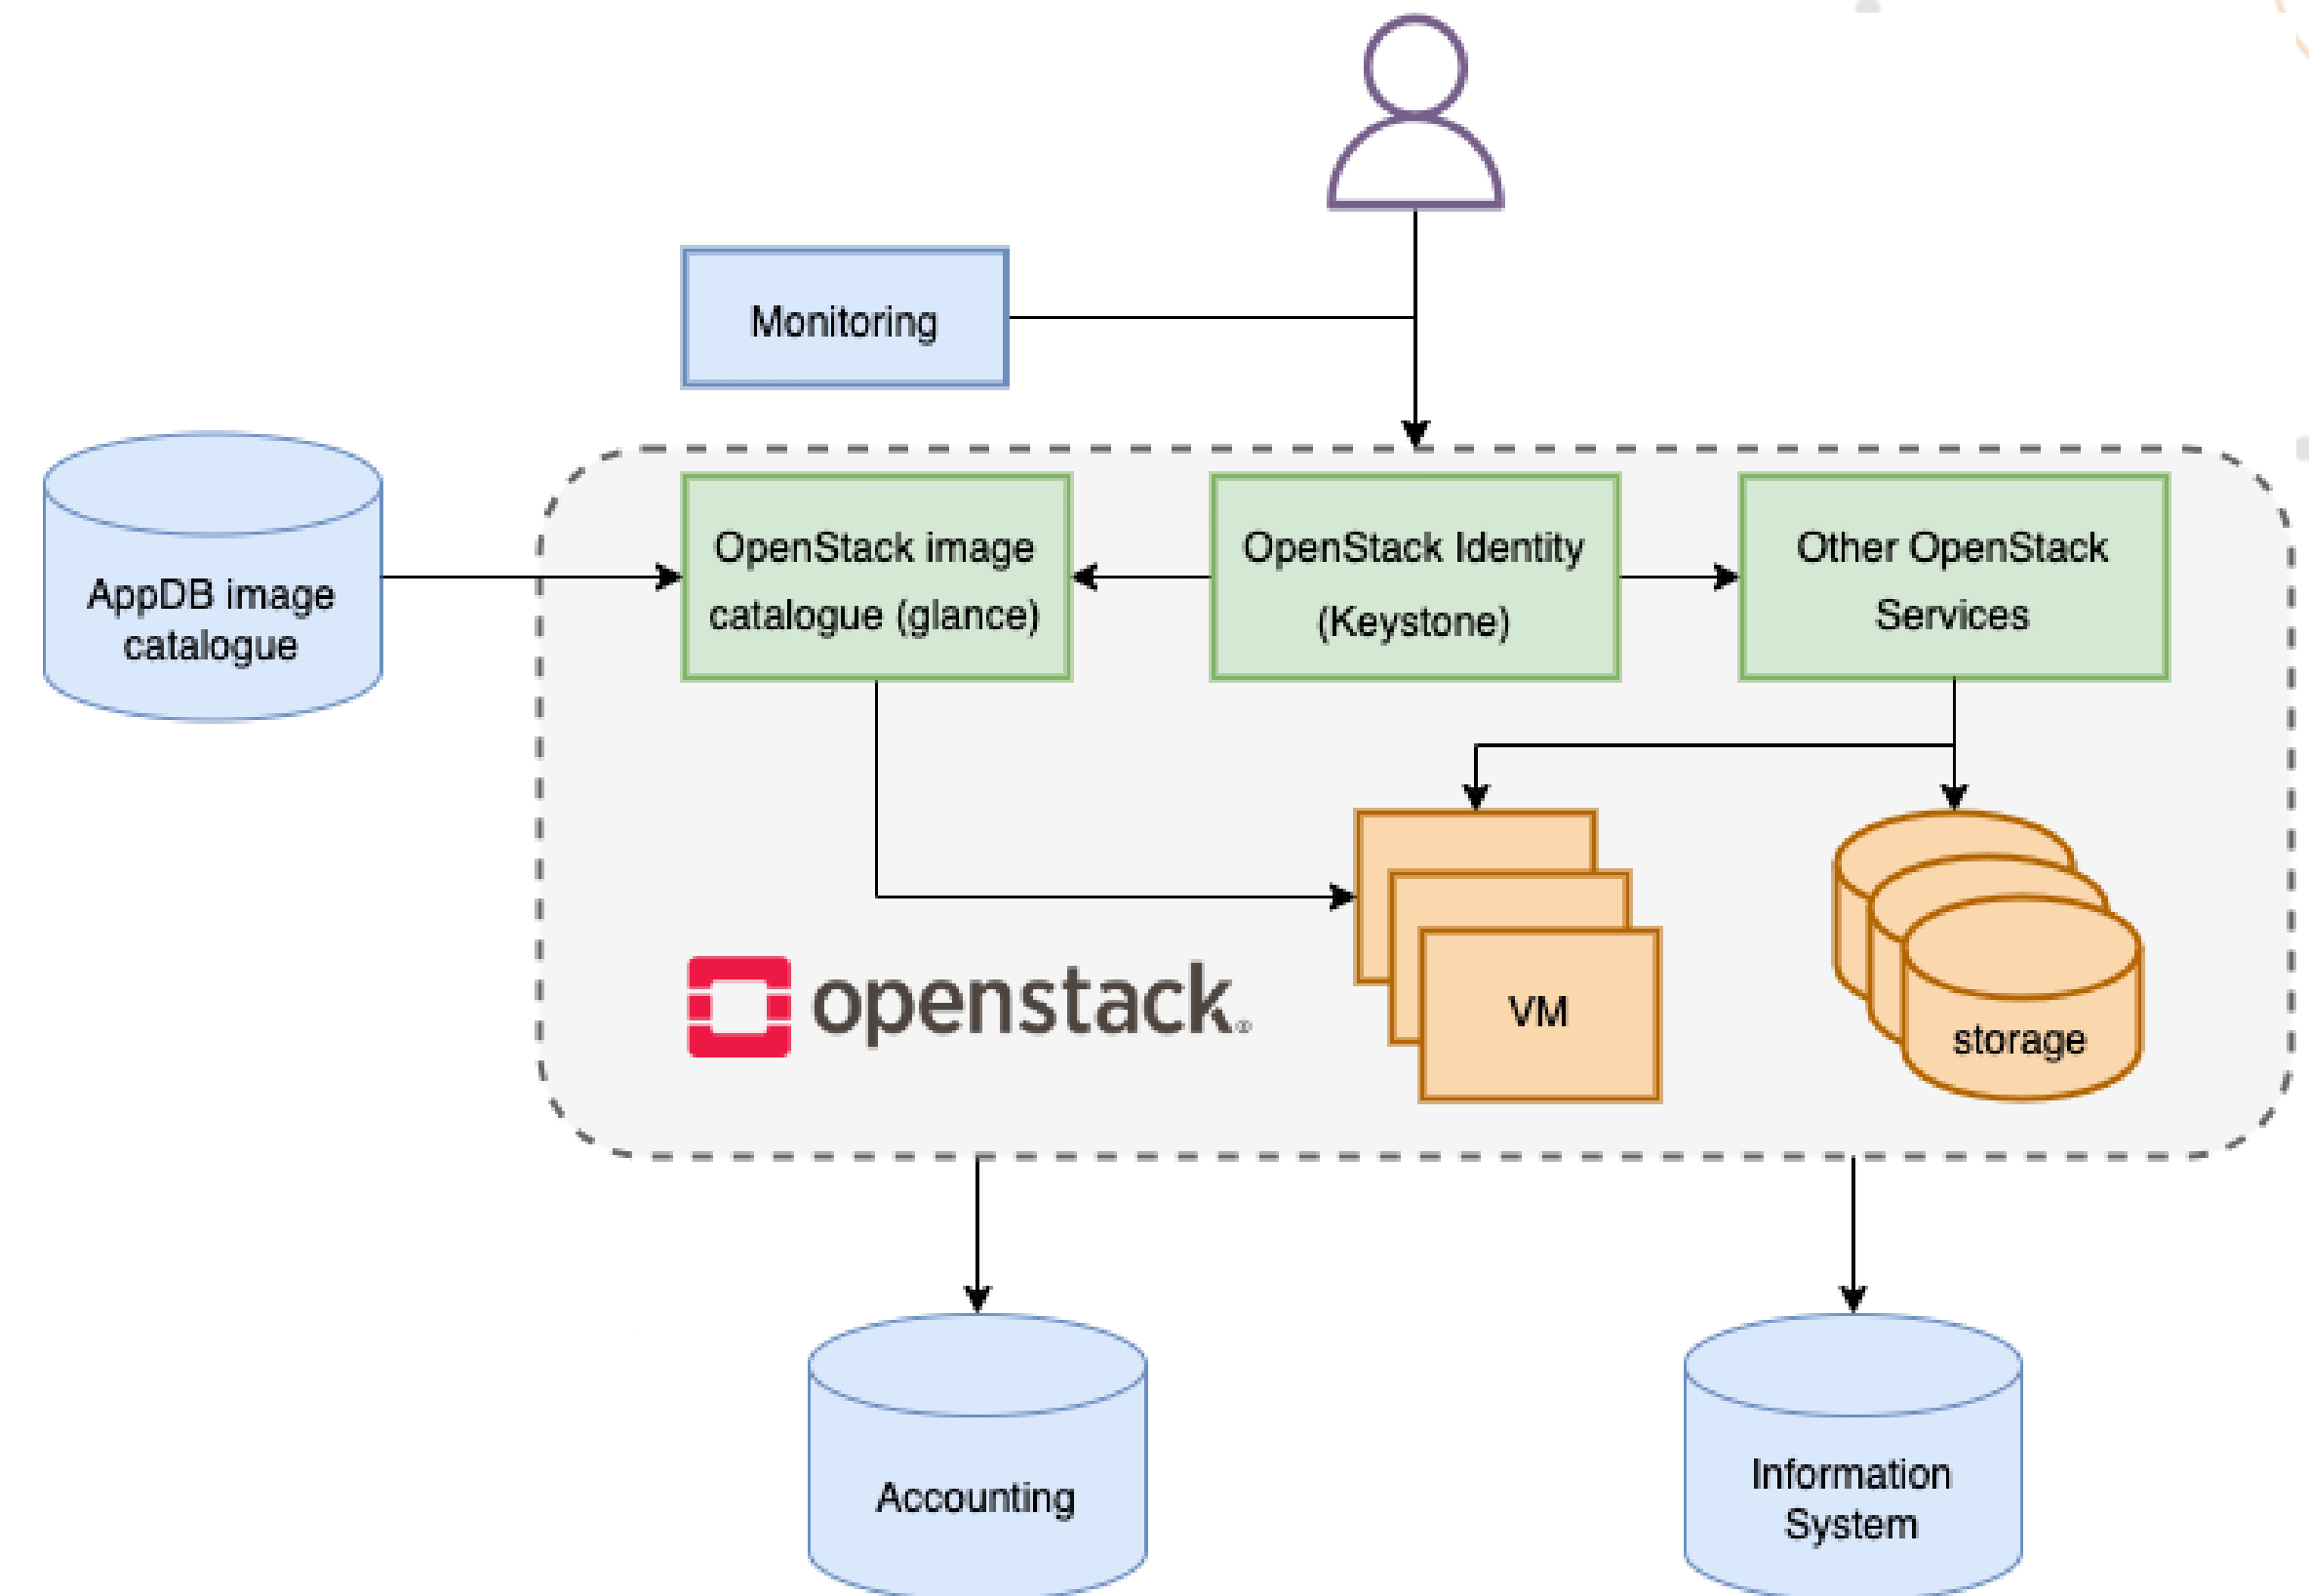 Monitoring
AppDB image
catalogue
OpenStack image
catalogue (glance)
OpenStack Identity
(Keystone)
Other OpenStack
Services
openstack®
VM
storage
Accounting
Information
System